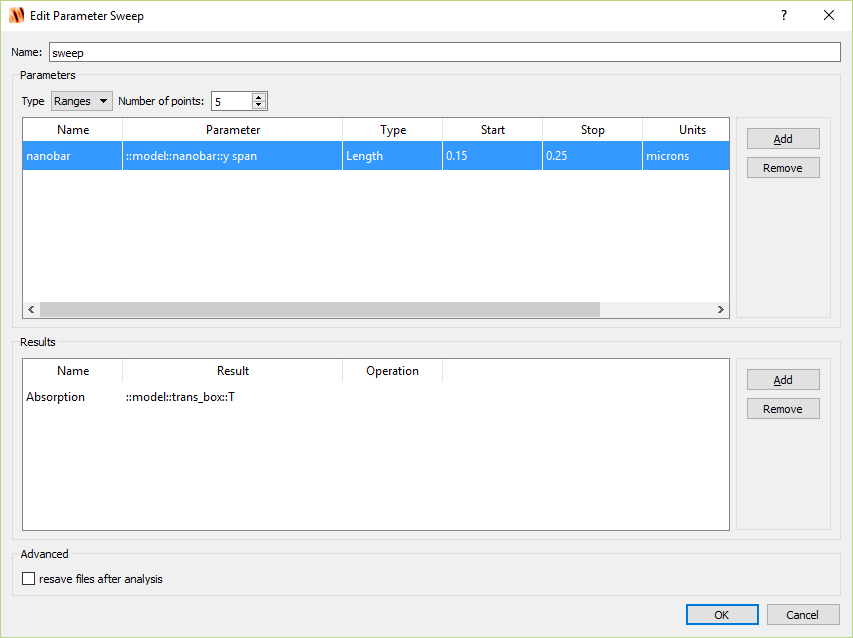 Edit Parameter Sweep
?
Name: sweep
Parameters
Type Ranges Number of points: 5
Name Parameter Type Start Stop Units
nanobar ::model::nanobar::y span Length 0.15 0.25 microns
Add
Remove
Results
Name Result Operation
Absorption ::model::trans_box::T
Add
Remove
Advanced
resave files after analysis
OK Cancel